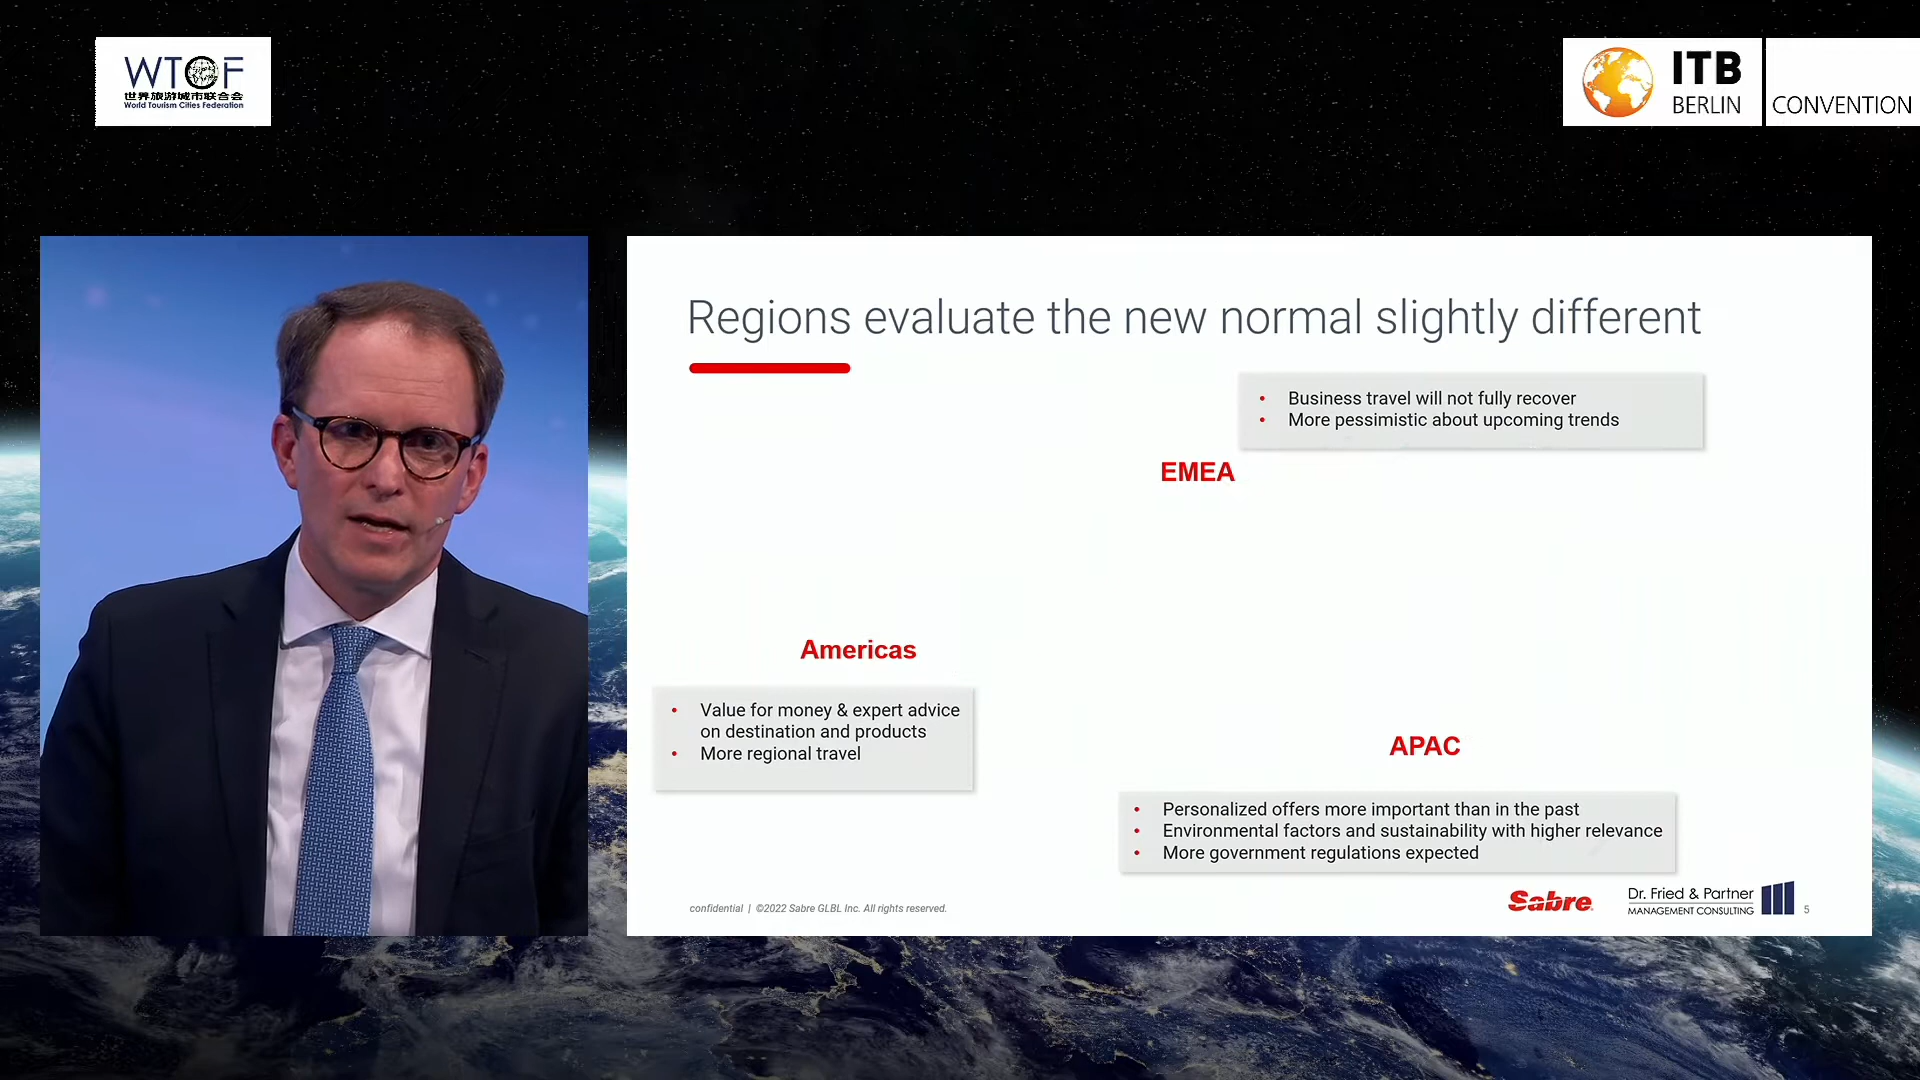 WTCF
世界旅游城市联合会
World Tourism Cities Federation
ITB
BERLIN
CONVENTION
Regions evaluate the new normal slightly different
• Business travel will not fully recover
• More pessimistic about upcoming trends
EMEA
Americas
• Value for money & expert advice
on destination and products
• More regional travel
APAC
• Personalized offers more important than in the past
• Environmental factors and sustainability with higher relevance
• More government regulations expected
confidential | ©2022 Sabre GLBL Inc. All rights reserved.
Sabre
Dr. Fried & Partner
MANAGEMENT CONSULTING
5